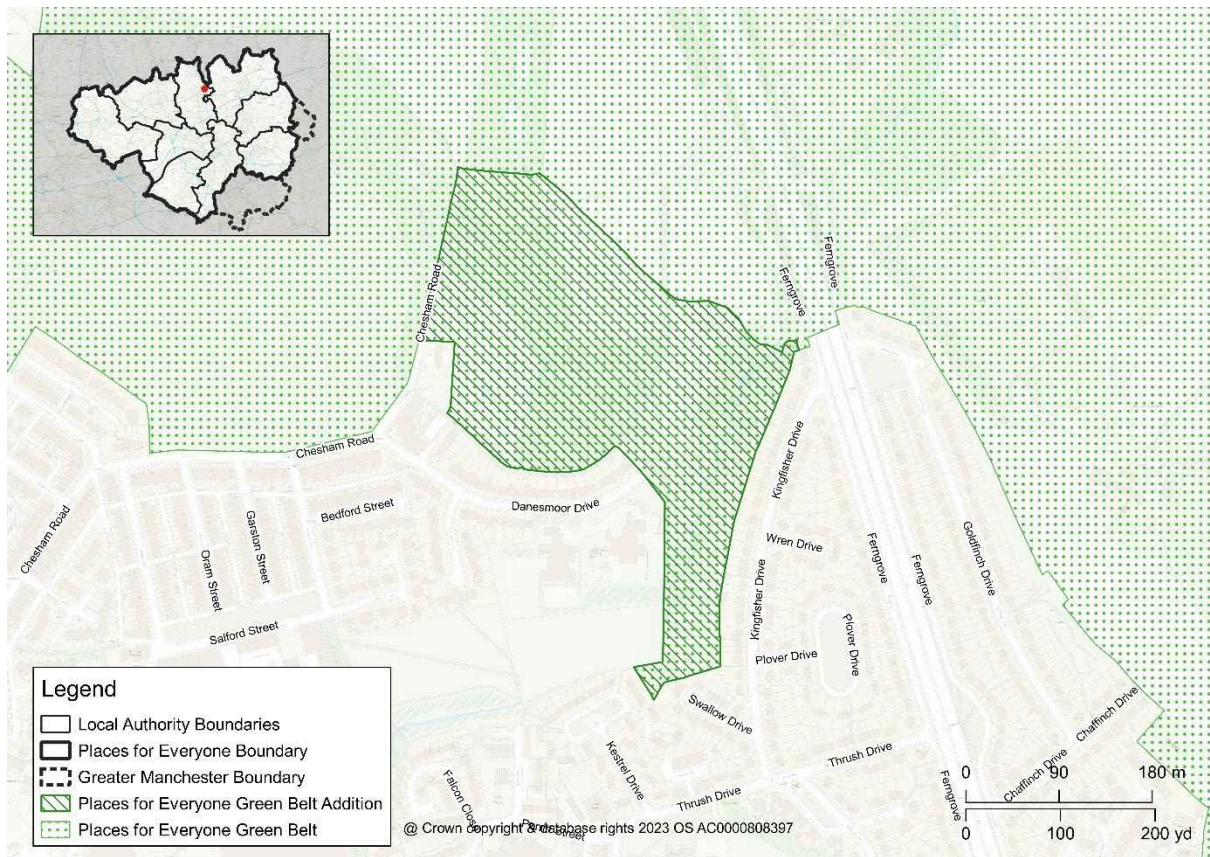 Ferngrove
Ferngrove
Chesham Road
Chesham Road
Chesham Road
Kingfisher Drive
Danesmoor Drive
Bedford Street
Garston Street
Oram Street
Salford Street
Wren Drive
Kingfisher Drive
Ferngrove
Ferngrove
Goldfinch Drive
Plover Drive
Plover Drive
Swallow Drive
Kestrel Drive
Thrush Drive
Thrush Drive
Falcon Close
Ferngrove
Chaffinch Drive
Chaffinch Drive
Legend
Local Authority Boundaries
Places for Everyone Boundary
Greater Manchester Boundary
Places for Everyone Green Belt Addition
Places for Everyone Green Belt
0 90 180 m
0 100 200 yd
@ Crown copyright & database rights 2023 OS AC0000808397